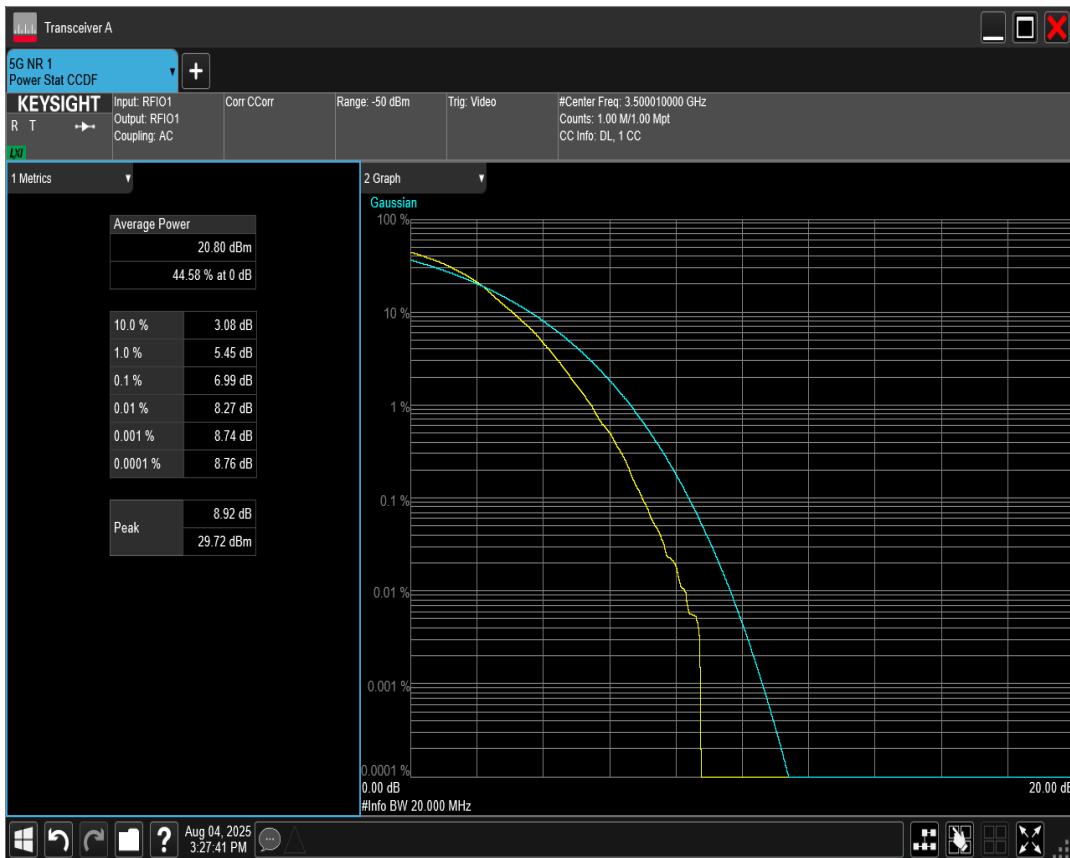 Transceiver A
5G NR 1
Power Stat CCDF
KEYSIGHT
R T
LXI
Input: RFIO1
Output: RFIO1
Coupling: AC
Corr CCorr
Range: -50 dBm
Trig: Video
#Center Freq: 3.500010000 GHz
Counts: 1.00 M/1.00 Mpt
CC Info: DL, 1 CC
1 Metrics
Average Power
20.80 dBm
44.58 % at 0 dB
10.0 % 3.08 dB
1.0 % 5.45 dB
0.1 % 6.99 dB
0.01 % 8.27 dB
0.001 % 8.74 dB
0.0001 % 8.76 dB
Peak
8.92 dB
29.72 dBm
2 Graph
Gaussian
100 %
10 %
1 %
0.1 %
0.01 %
0.001 %
0.0001 %
0.00 dB 20.00 dB
#Info BW 20.000 MHz
Aug 04, 2025
3:27:41 PM